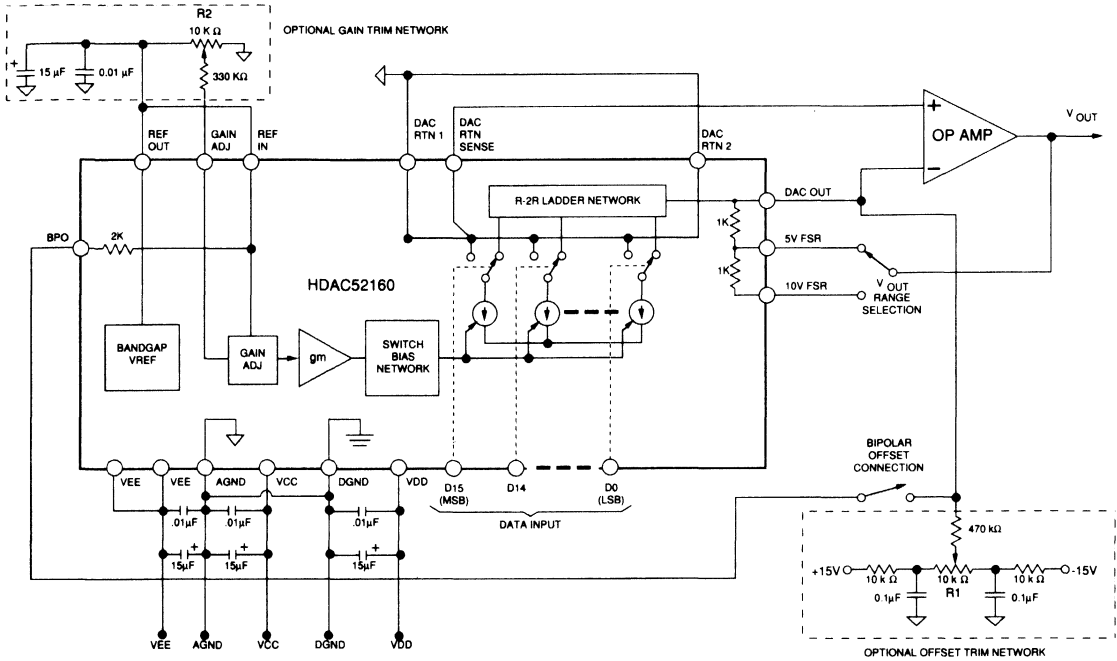 R2
10 K Ω
OPTIONAL GAIN TRIM NETWORK
+
15 µF
0.01 µF
330 KΩ
REF
OUT
GAIN
ADJ
REF
IN
DAC
RTN 1
DAC
RTN
SENSE
DAC
RTN 2
+
OP AMP
−
V OUT
R-2R LADDER NETWORK
DAC OUT
1K
BPO
2K
5V FSR
1K
HDAC52160
10V FSR
V OUT
RANGE
SELECTION
BANDGAP
VREF
GAIN
ADJ
gm
SWITCH
BIAS
NETWORK
VEE
VEE
AGND
VCC
DGND
VDD
D15
(MSB)
D14
D0
(LSB)
DATA INPUT
BIPOLAR
OFFSET
CONNECTION
.01µF
.01µF
.01µF
+
+
+
15µF
15µF
15µF
470 kΩ
+15V
10 k Ω
10 k Ω
10 k Ω
-15V
R1
0.1µF
0.1µF
VEE
AGND
VCC
DGND
VDD
OPTIONAL OFFSET TRIM NETWORK